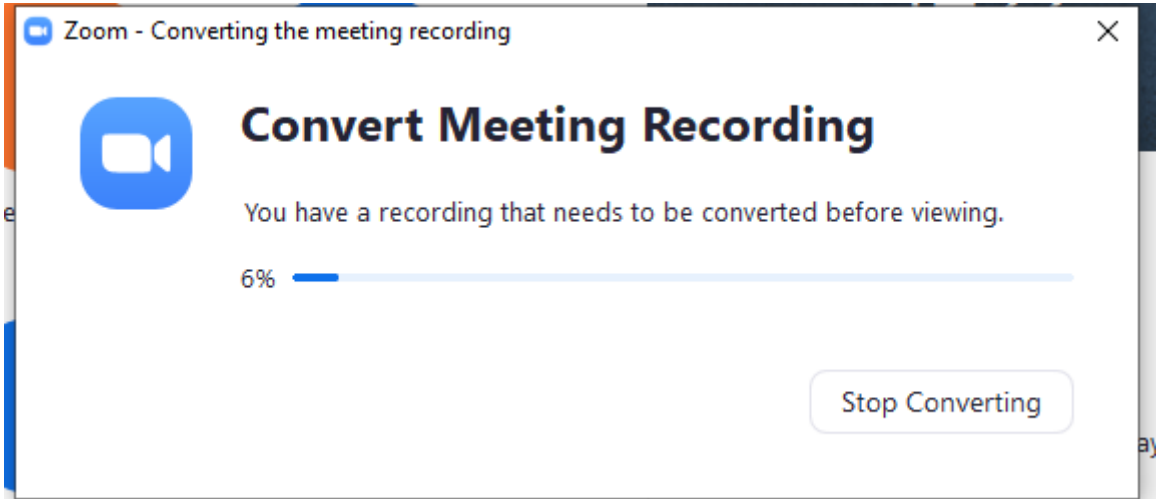 Zoom - Converting the meeting recording
Convert Meeting Recording
You have a recording that needs to be converted before viewing.
6%
Stop Converting